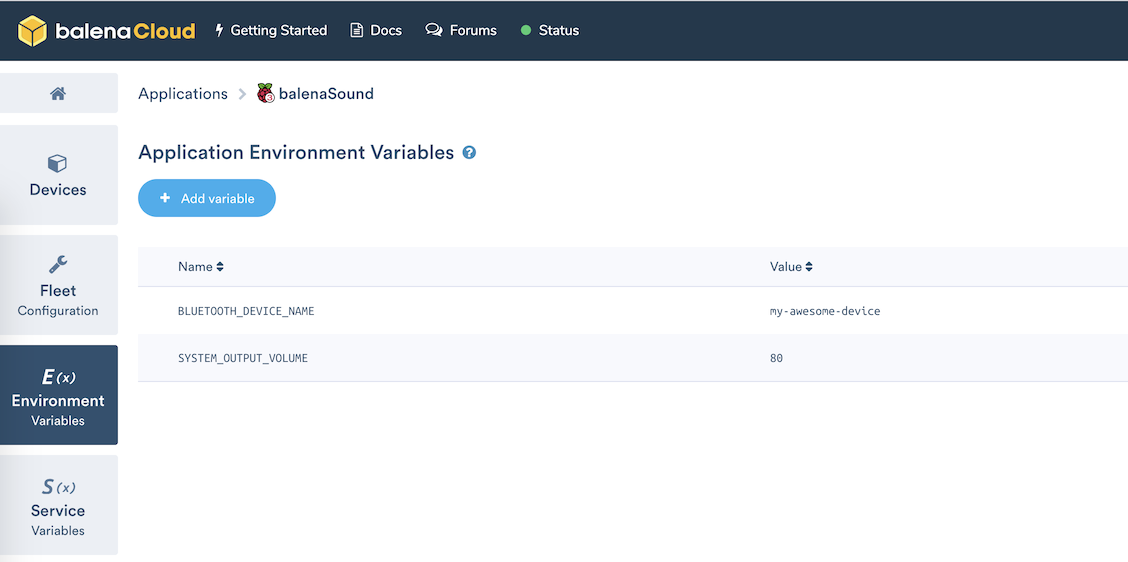 balenaCloud Getting Started Docs Forums Status
Applications balenaSound
Application Environment Variables
Add variable
Devices
Fleet
Configuration
E(x)
Environment
Variables
S(x)
Service
Variables
Name Value
BLUETOOTH_DEVICE_NAME my-awesome-device
SYSTEM_OUTPUT_VOLUME 80